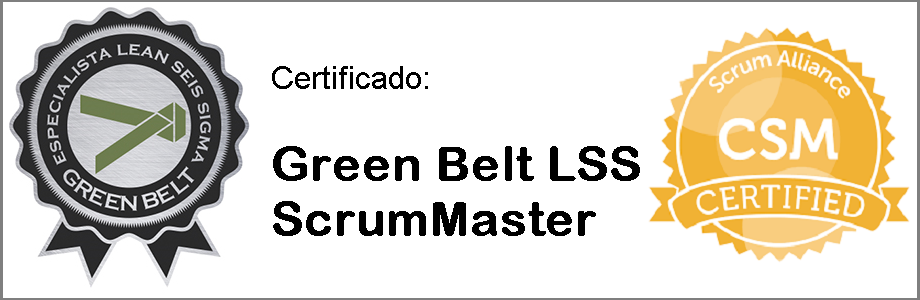 ESPECIALISTA LEAN SEIS SIGMA
GREEN BELT
Certificado:
Green Belt LSS
ScrumMaster
Scrum Alliance
CSM
CERTIFIED